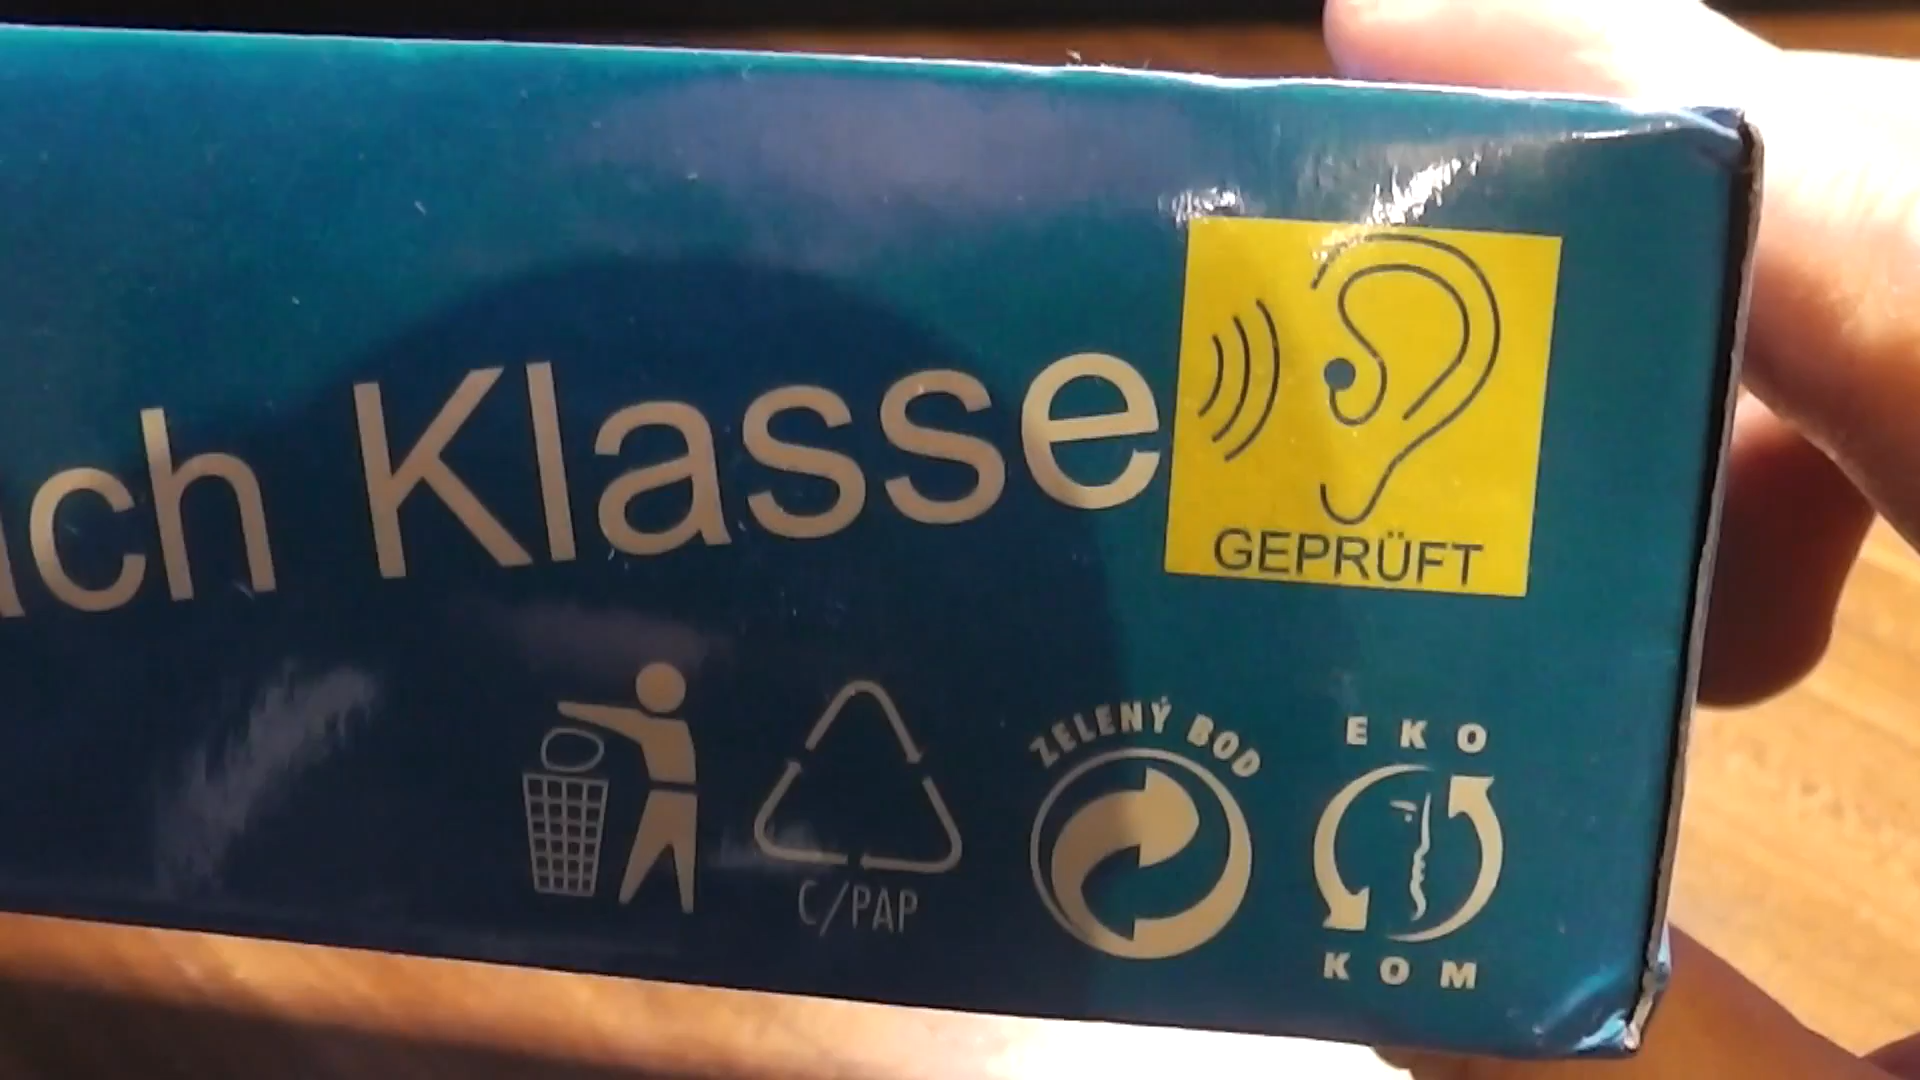 ch Klasse
GEPRÜFT
C/PAP
ZELENÝ BOD
EKO
KOM